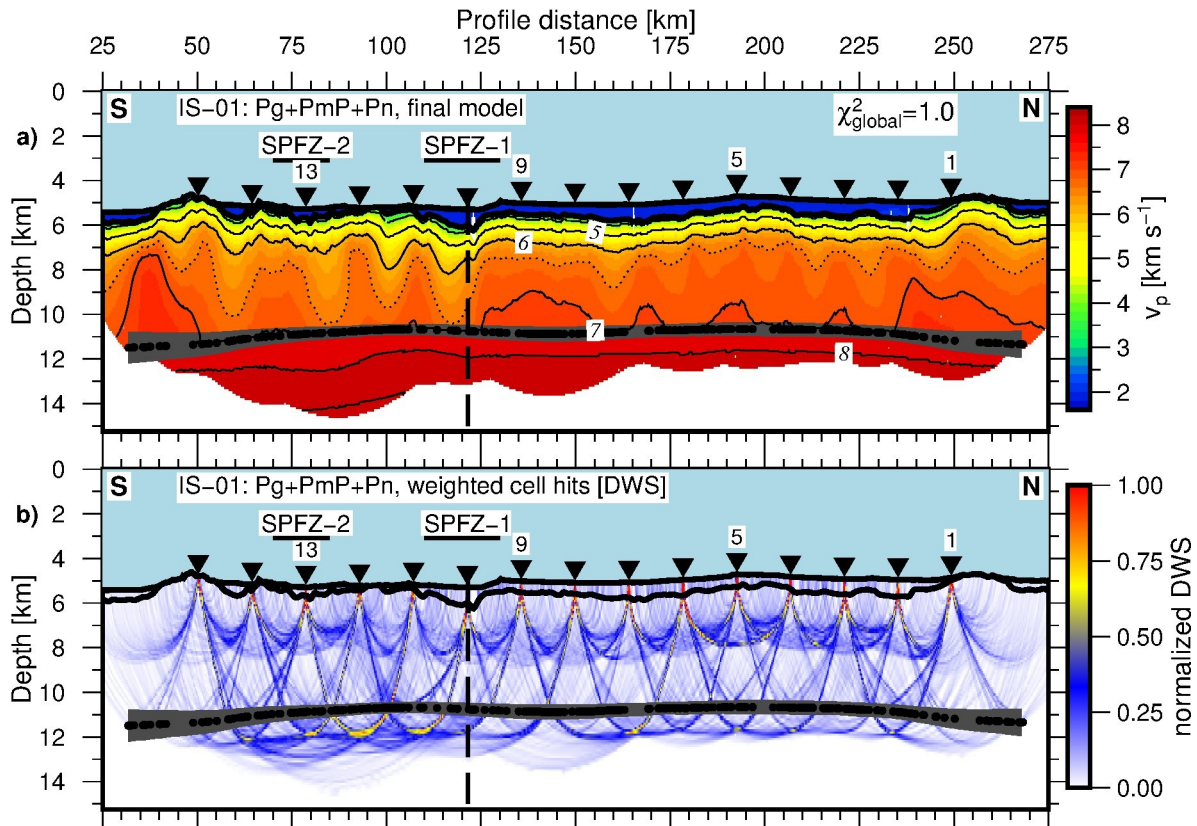 Profile distance [km]
25 50 75 100 125 150 175 200 225 250 275
a)
Depth [km]
0
2
4
6
8
10
12
14
S
IS−01: Pg+PmP+Pn, final model
χ²global=1.0
N
SPFZ−2
SPFZ−1
13
9
5
1
5
6
7
8
8
7
6
5
4
3
2
vp [km s⁻¹]
b)
Depth [km]
0
2
4
6
8
10
12
14
S
IS−01: Pg+PmP+Pn, weighted cell hits [DWS]
N
SPFZ−2
SPFZ−1
13
9
5
1
1.00
0.75
0.50
0.25
0.00
normalized DWS